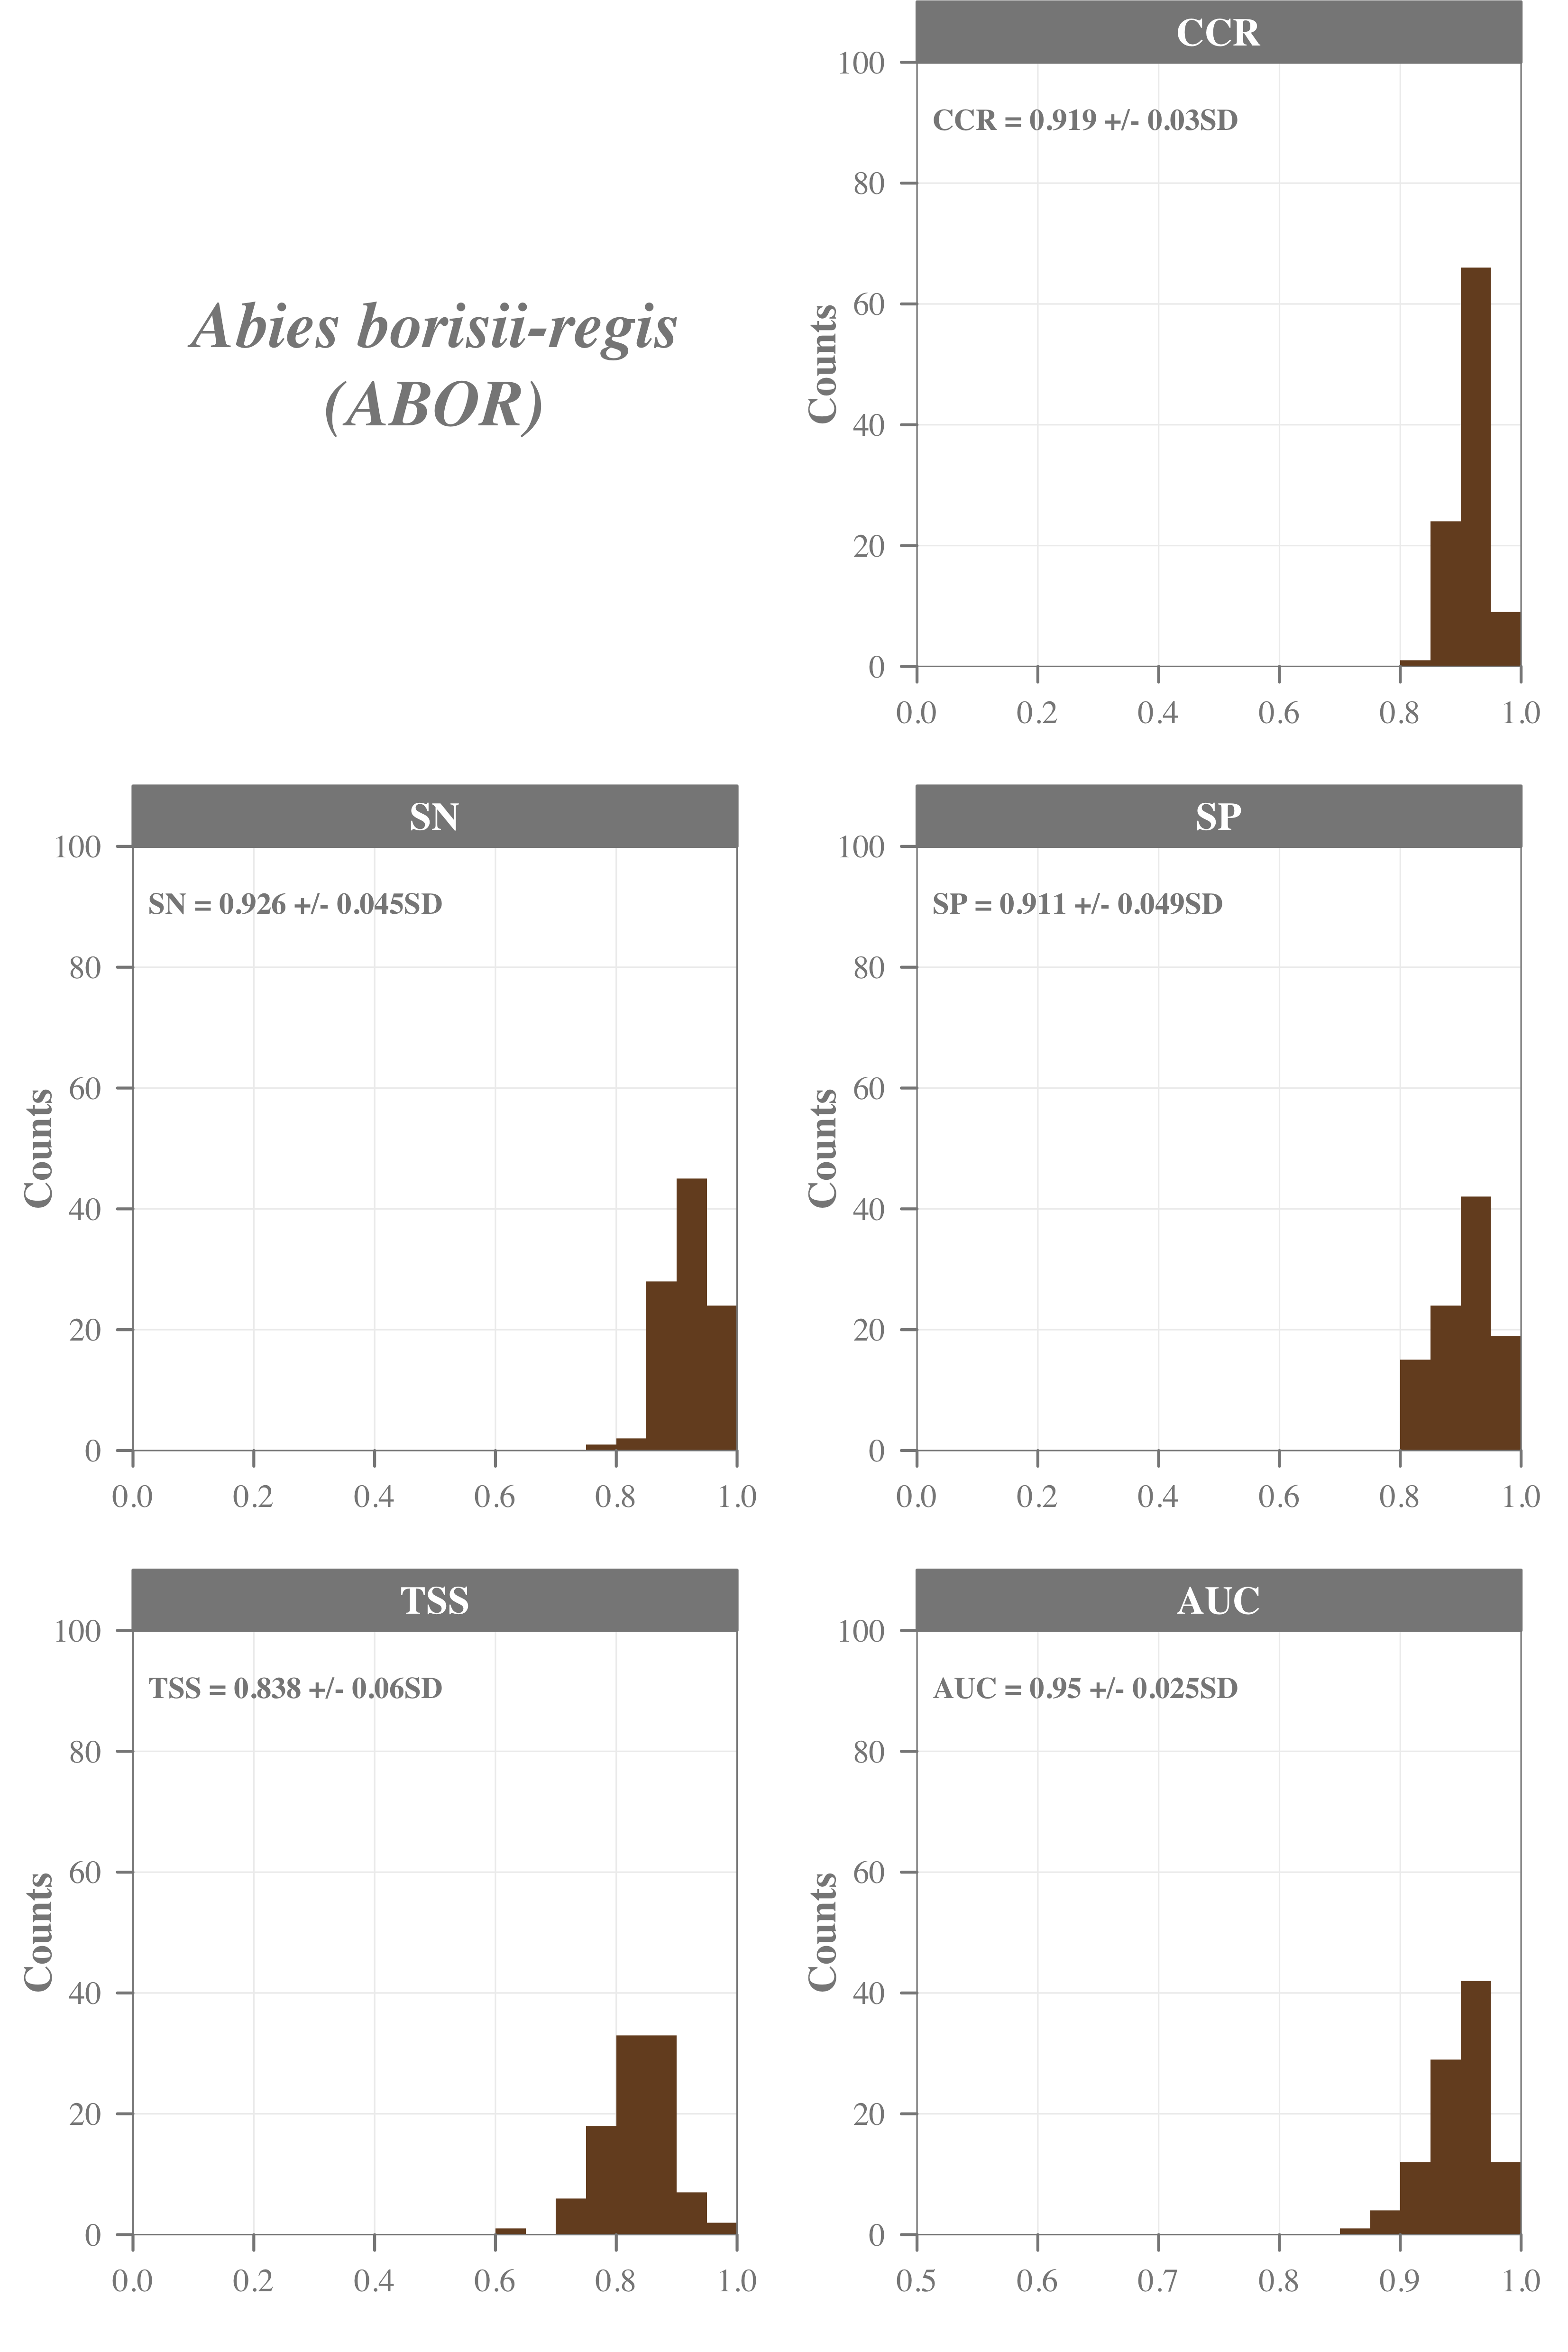 Abies borisii-regis
(ABOR)
CCR
CCR = 0.919 +/- 0.03SD
Counts
100
80
60
40
20
0
0.0 0.2 0.4 0.6 0.8 1.0
SN
SN = 0.926 +/- 0.045SD
Counts
100
80
60
40
20
0
0.0 0.2 0.4 0.6 0.8 1.0
SP
SP = 0.911 +/- 0.049SD
Counts
100
80
60
40
20
0
0.0 0.2 0.4 0.6 0.8 1.0
TSS
TSS = 0.838 +/- 0.06SD
Counts
100
80
60
40
20
0
0.0 0.2 0.4 0.6 0.8 1.0
AUC
AUC = 0.95 +/- 0.025SD
Counts
100
80
60
40
20
0
0.5 0.6 0.7 0.8 0.9 1.0